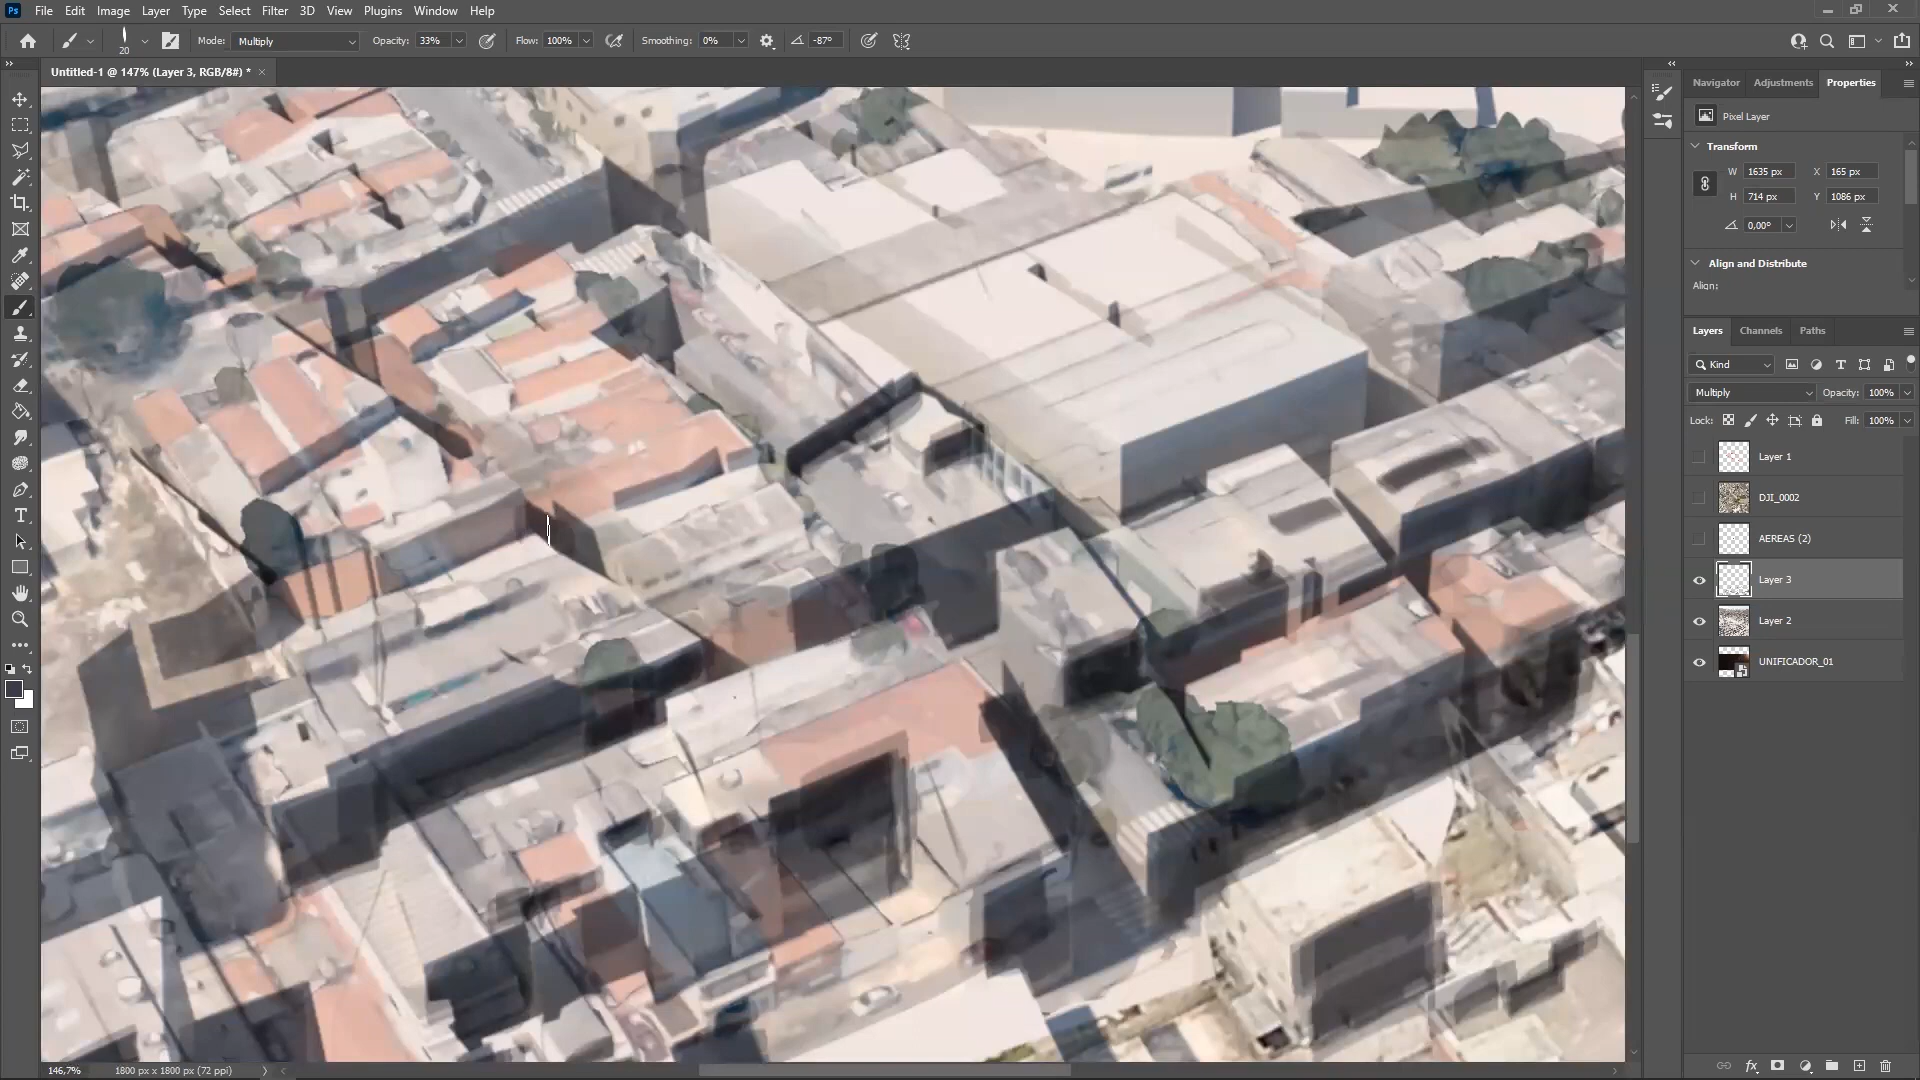 Ps File Edit Image Layer Type Select Filter 3D View Plugins Window Help
20 Mode: Multiply Opacity: 33% Flow: 100% Smoothing: 0% -87°
Untitled-1 @ 147% (Layer 3, RGB/8#) * ×
Navigator Adjustments Properties
Pixel Layer
Transform
W 1635 px X 165 px
H 714 px Y 1086 px
0,00°
Align and Distribute
Align:
Layers Channels Paths
Kind
Multiply Opacity: 100%
Lock: Fill: 100%
Layer 1
DJI_0002
AEREAS (2)
Layer 3
Layer 2
UNIFICADOR_01
146,7% 1800 px x 1800 px (72 ppi)